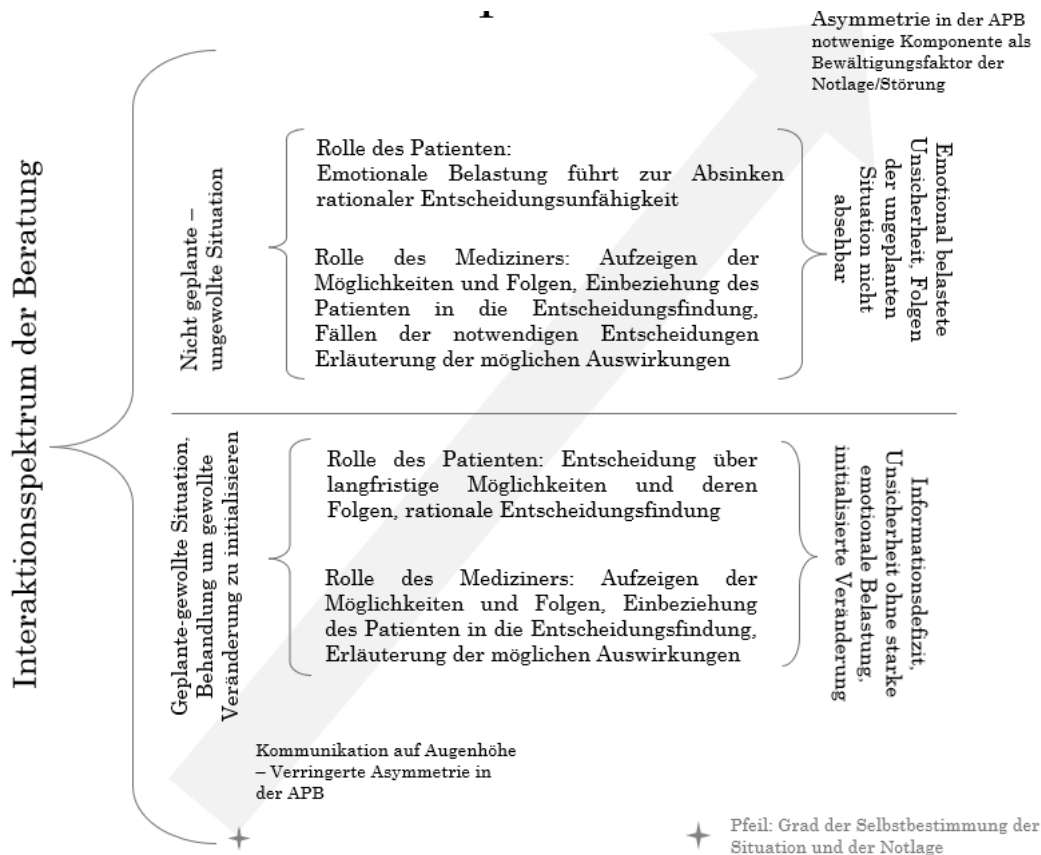 Asymmetrie in der APB
notwenige Komponente als
Bewältigungsfaktor der
Notlage/Störung
Interaktionsspektrum der Beratung
Nicht geplante –
ungewollte Situation
Rolle des Patienten:
Emotionale Belastung führt zur Absinken
rationaler Entscheidungsunfähigkeit
Rolle des Mediziners: Aufzeigen der
Möglichkeiten und Folgen, Einbeziehung des
Patienten in die Entscheidungsfindung,
Fällen der notwendigen Entscheidungen
Erläuterung der möglichen Auswirkungen
Emotional belastete
Unsicherheit, Folgen
der ungeplanten
Situation nicht
absehbar
Geplante-gewollte Situation,
Behandlung um gewollte
Veränderung zu initialisieren
Rolle des Patienten: Entscheidung über
langfristige Möglichkeiten und deren
Folgen, rationale Entscheidungsfindung
Rolle des Mediziners: Aufzeigen der
Möglichkeiten und Folgen, Einbeziehung
des Patienten in die Entscheidungsfindung,
Erläuterung der möglichen Auswirkungen
Informationsdefizit,
Unsicherheit ohne starke
emotionale Belastung,
initialisierte Veränderung
Kommunikation auf Augenhöhe
– Verringerte Asymmetrie in
der APB
Pfeil: Grad der Selbstbestimmung der
Situation und der Notlage